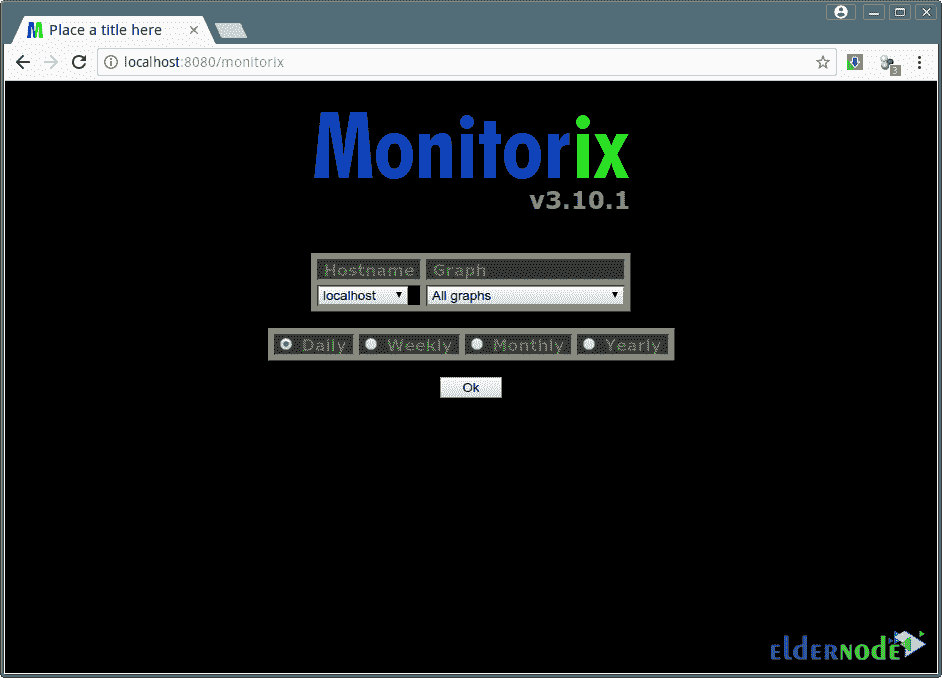 Place a title here
localhost:8080/monitorix
3
Monitorix
v3.10.1
Hostname Graph
localhost All graphs
Daily Weekly Monthly Yearly
Ok
ELDERNODE